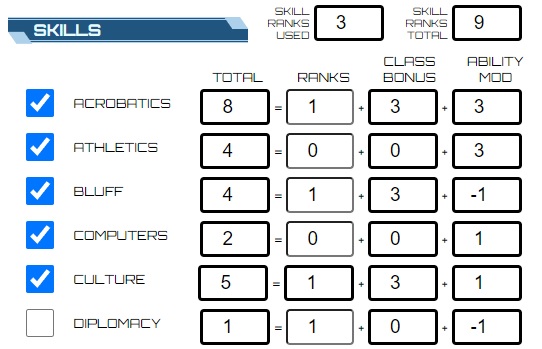 SKILLS
SKILL RANKS USED 3
SKILL RANKS TOTAL 9
TOTAL RANKS CLASS BONUS ABILITY MOD
ACROBATICS 8 = 1 + 3 + 3
ATHLETICS 4 = 0 + 0 + 3
BLUFF 4 = 1 + 3 + -1
COMPUTERS 2 = 0 + 0 + 1
CULTURE 5 = 1 + 3 + 1
DIPLOMACY 1 = 1 + 0 + -1